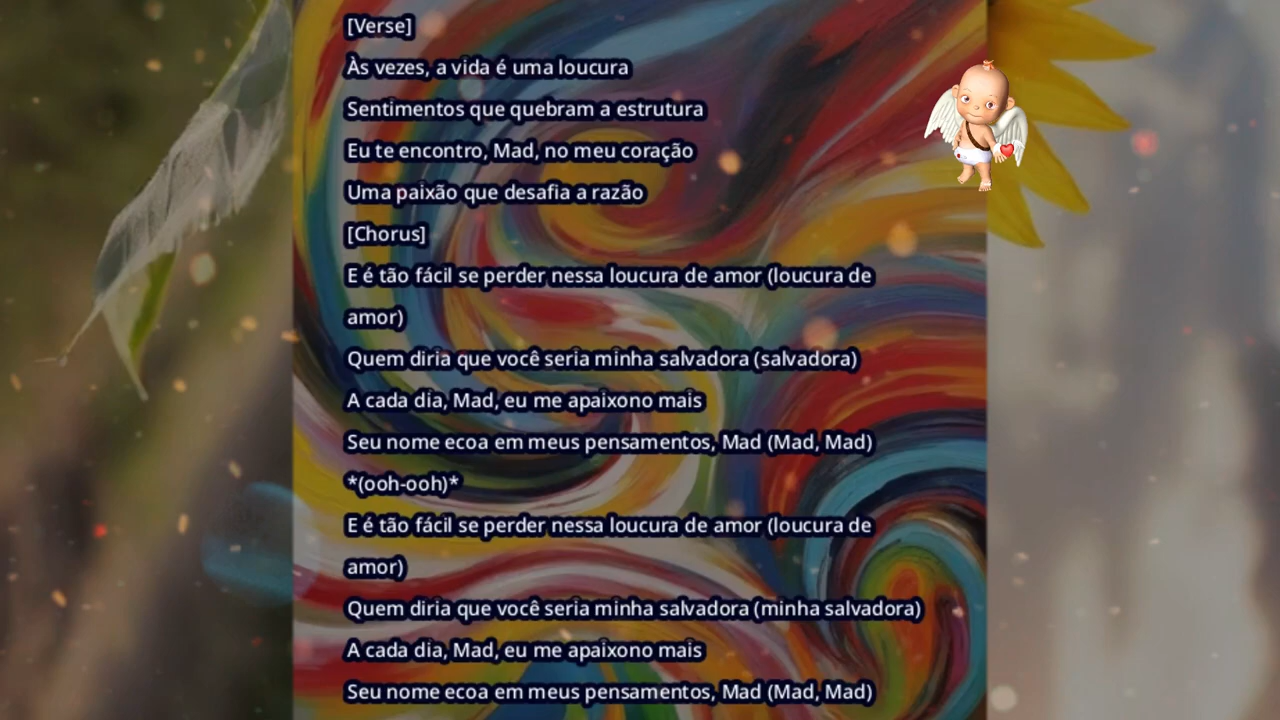 [Verse]
Às vezes, a vida é uma loucura
Sentimentos que quebram a estrutura
Eu te encontro, Mad, no meu coração
Uma paixão que desafia a razão
[Chorus]
E é tão fácil se perder nessa loucura de amor (loucura de
amor)
Quem diria que você seria minha salvadora (salvadora)
A cada dia, Mad, eu me apaixono mais
Seu nome ecoa em meus pensamentos, Mad (Mad, Mad)
*(ooh-ooh)*
E é tão fácil se perder nessa loucura de amor (loucura de
amor)
Quem diria que você seria minha salvadora (minha salvadora)
A cada dia, Mad, eu me apaixono mais
Seu nome ecoa em meus pensamentos, Mad (Mad, Mad)